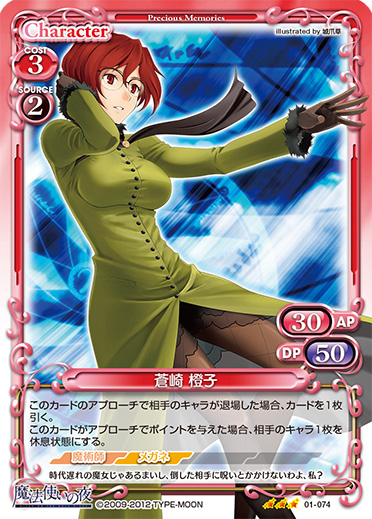 Precious Memories
Character
illustrated by 城爪草
COST
3
SOURCE
2
30 AP
DP 50
蒼崎 橙子
このカードのアプローチで相手のキャラが退場した場合、カードを1枚
引く。
このカードがアプローチでポイントを与えた場合、相手のキャラ1枚を
休息状態にする。
魔術師 メガネ
時代遅れの魔女じゃあるまいし、倒した相手に呪いとかかけないわよ、私?
魔法使いの夜
©2009-2012 TYPE-MOON
01-074